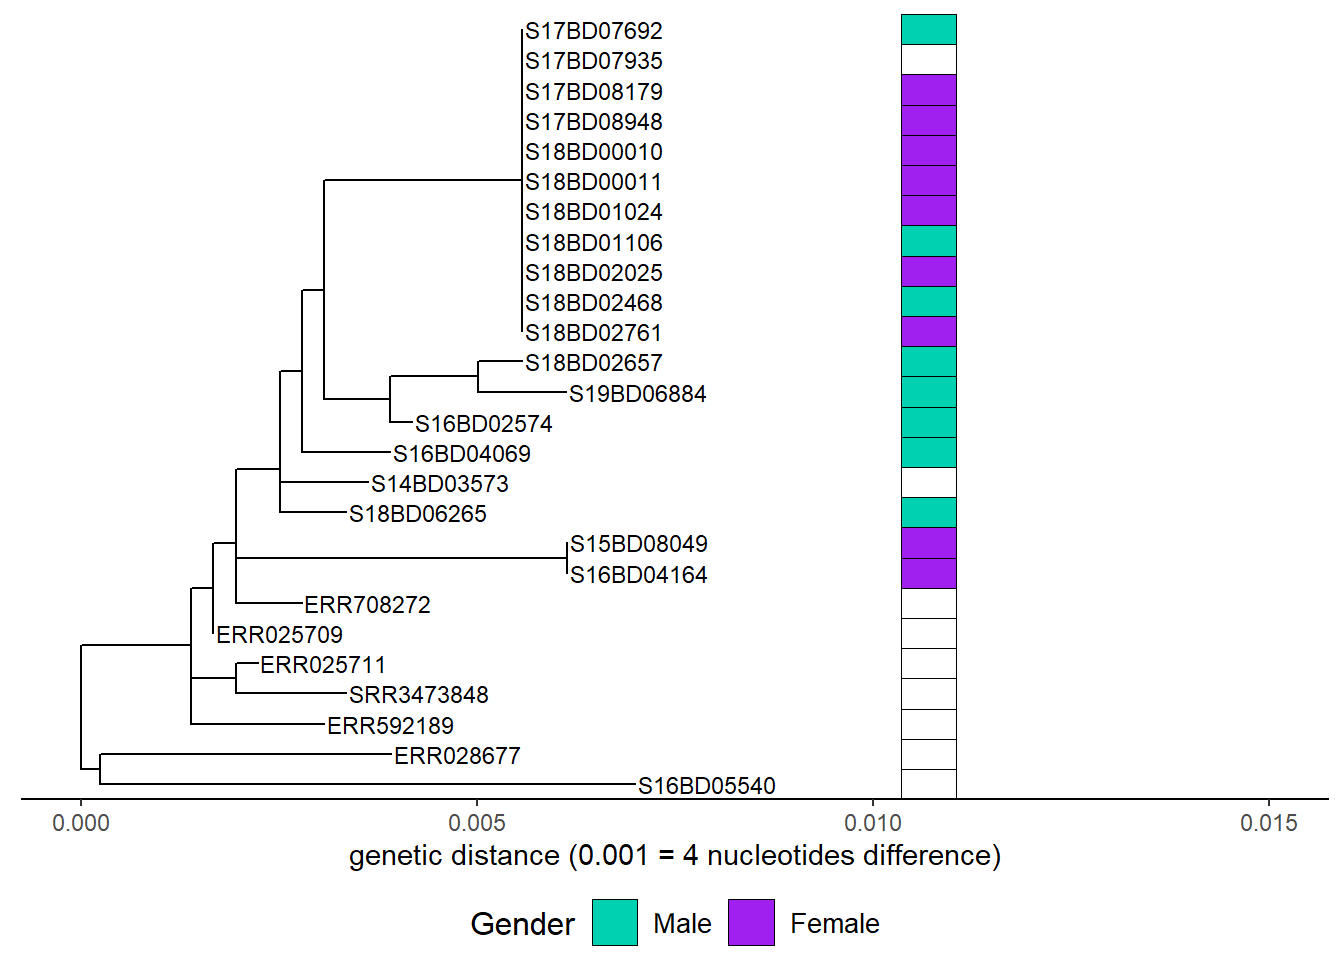 S17BD07692
S17BD07935
S17BD08179
S17BD08948
S18BD00010
S18BD00011
S18BD01024
S18BD01106
S18BD02025
S18BD02468
S18BD02761
S18BD02657
S19BD06884
S16BD02574
S16BD04069
S14BD03573
S18BD06265
S15BD08049
S16BD04164
ERR708272
ERR025709
ERR025711
SRR3473848
ERR592189
ERR028677
S16BD05540
0.000 0.005 0.010 0.015
genetic distance (0.001 = 4 nucleotides difference)
Gender Male Female